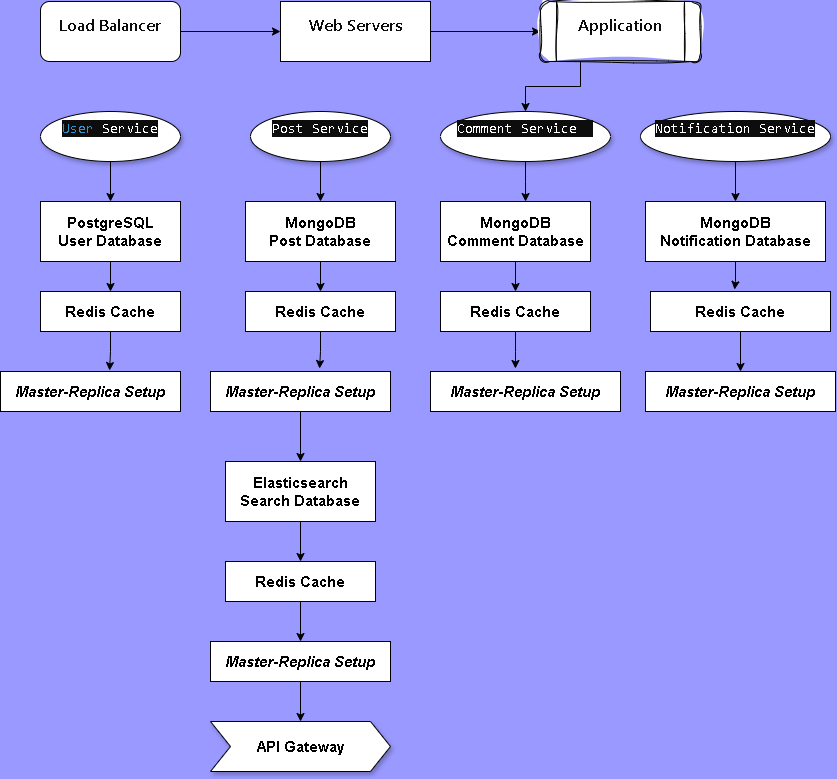 Load Balancer
Web Servers
Application
User Service
Post Service
Comment Service
Notification Service
PostgreSQL
User Database
MongoDB
Post Database
MongoDB
Comment Database
MongoDB
Notification Database
Redis Cache
Redis Cache
Redis Cache
Redis Cache
Master-Replica Setup
Master-Replica Setup
Master-Replica Setup
Master-Replica Setup
Elasticsearch
Search Database
Redis Cache
Master-Replica Setup
API Gateway